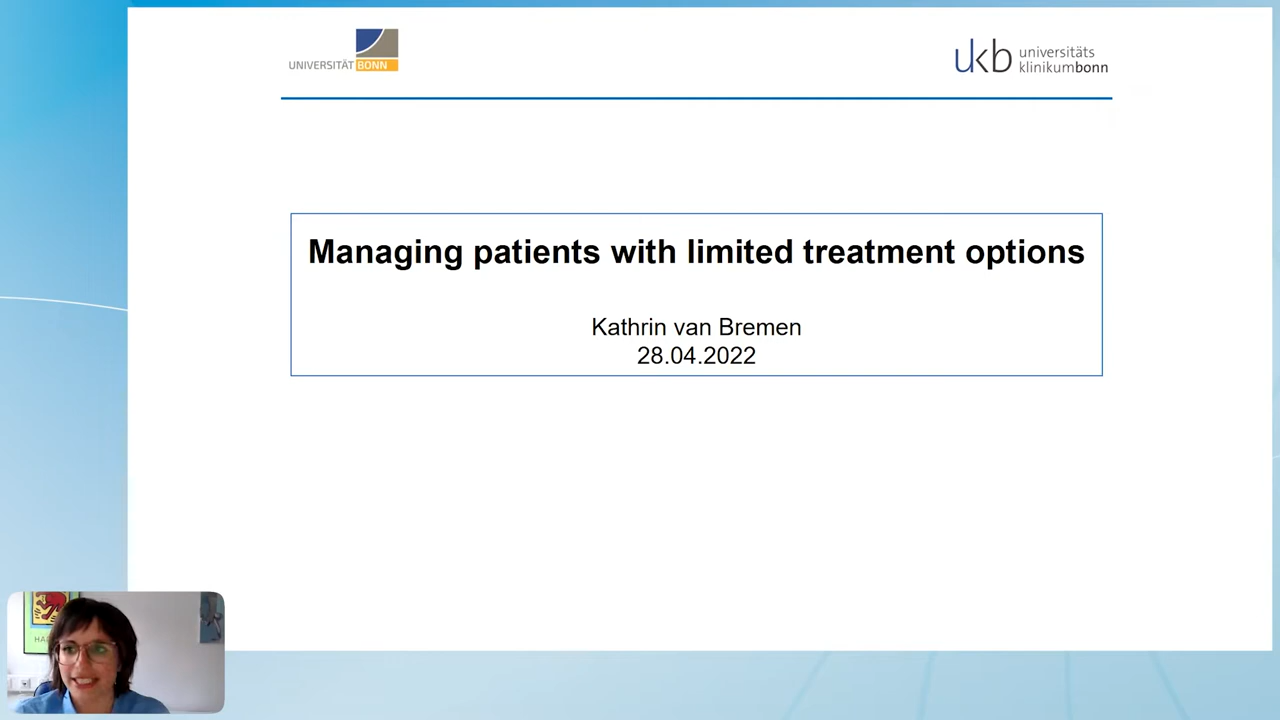 UNIVERSITÄT BONN
ukb universitäts
klinikumbonn
Managing patients with limited treatment options
Kathrin van Bremen
28.04.2022